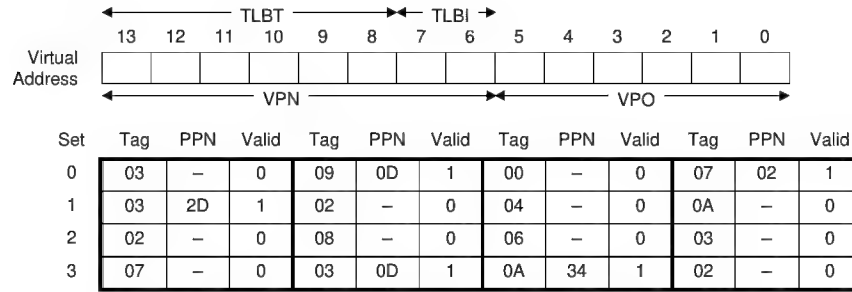 TLBT TLBI
13 12 11 10 9 8 7 6 5 4 3 2 1 0
Virtual
Address
VPN VPO
Set Tag PPN Valid Tag PPN Valid Tag PPN Valid Tag PPN Valid
0 03 – 0 09 0D 1 00 – 0 07 02 1
1 03 2D 1 02 – 0 04 – 0 0A – 0
2 02 – 0 08 – 0 06 – 0 03 – 0
3 07 – 0 03 0D 1 0A 34 1 02 – 0